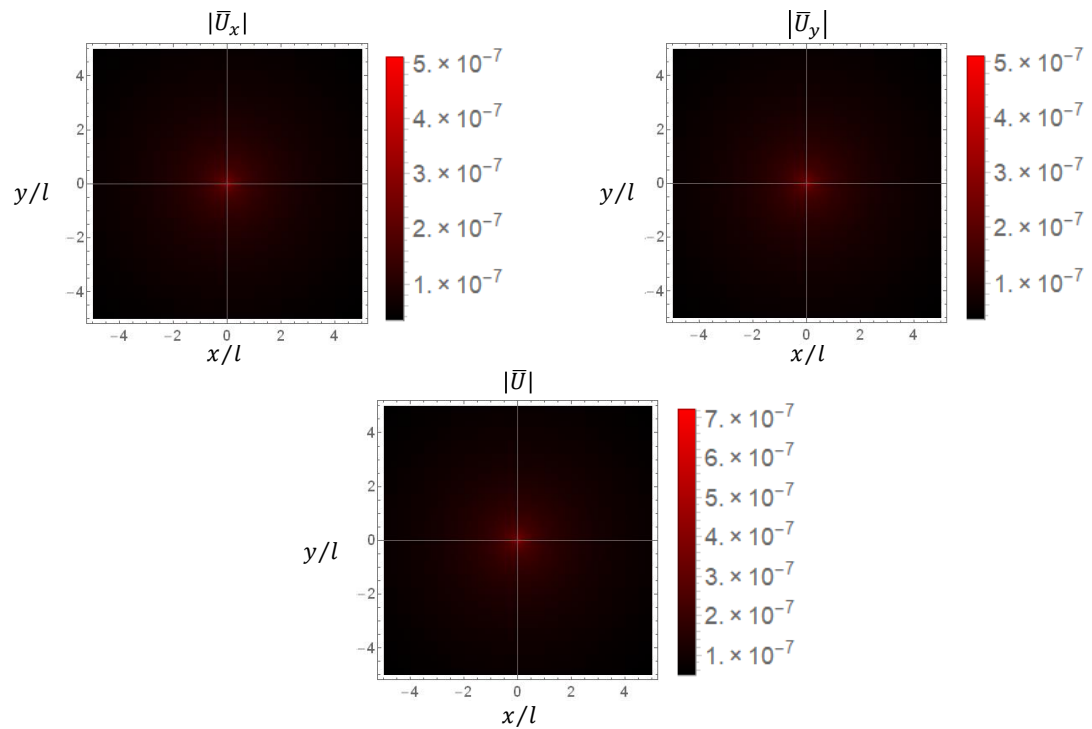 |U̅ₓ|
4
2
0
−2
−4
y/l
−4 −2 0 2 4
x/l
5. × 10⁻⁷
4. × 10⁻⁷
3. × 10⁻⁷
2. × 10⁻⁷
1. × 10⁻⁷
|U̅_y|
4
2
0
−2
-4
y/l
−4 −2 0 2 4
x/l
5. × 10⁻⁷
4. × 10⁻⁷
3. × 10⁻⁷
2. × 10⁻⁷
1. × 10⁻⁷
|U̅|
4
2
0
−2
−4
y/l
−4 −2 0 2 4
x/l
7. × 10⁻⁷
6. × 10⁻⁷
5. × 10⁻⁷
4. × 10⁻⁷
3. × 10⁻⁷
2. × 10⁻⁷
1. × 10⁻⁷